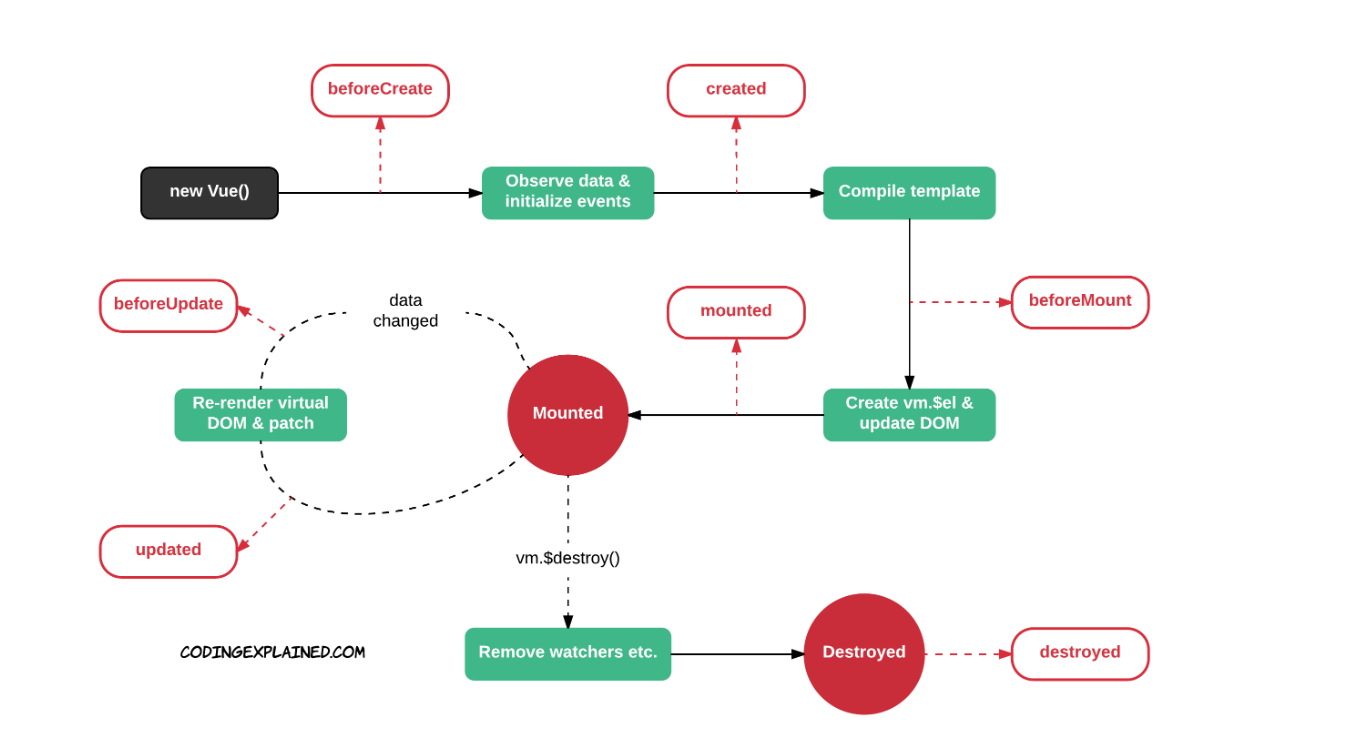 beforeCreate
created
new Vue()
Observe data &
initialize events
Compile template
beforeUpdate
data
changed
mounted
beforeMount
Re-render virtual
DOM & patch
Mounted
Create vm.$el &
update DOM
updated
vm.$destroy()
CODINGEXPLAINED.COM
Remove watchers etc.
Destroyed
destroyed